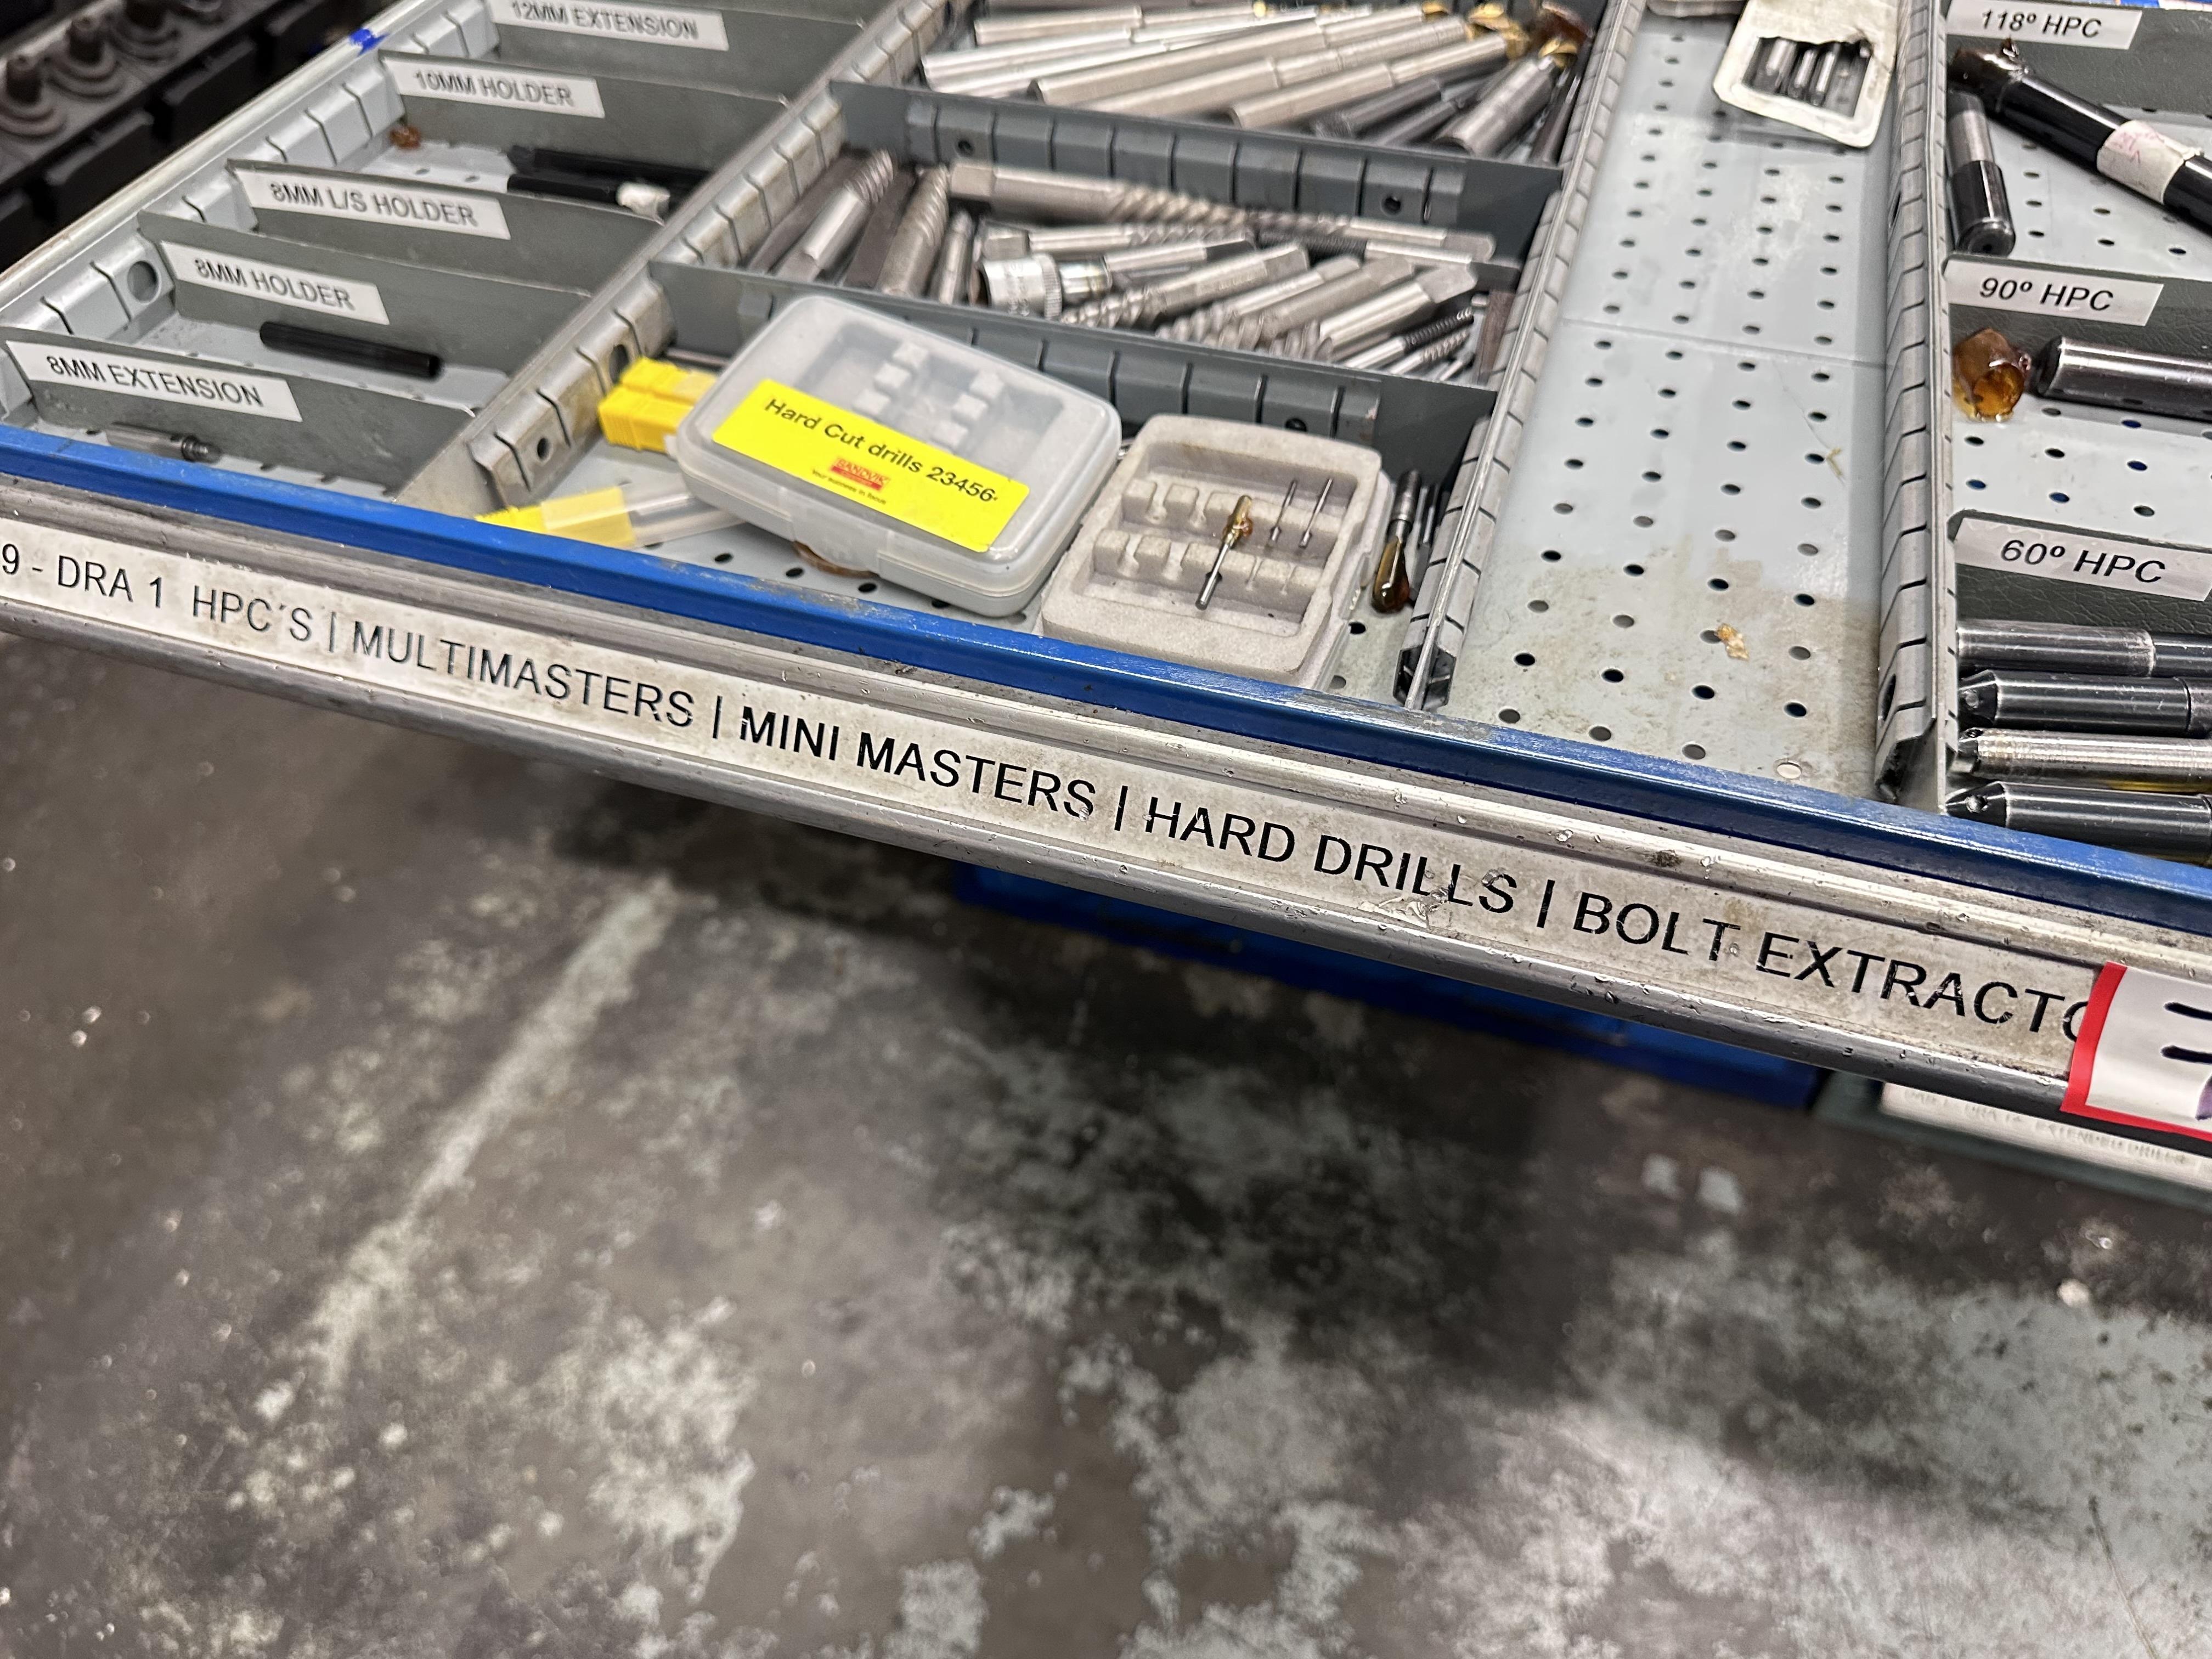 12MM EXTENSION
10MM HOLDER
8MM L/S HOLDER
8MM HOLDER
8MM EXTENSION
118º HPC
90º HPC
60º HPC
Hard Cut drills 23456
SANDVIK
9 - DRA 1 HPC´S | MULTIMASTERS | MINI MASTERS | HARD DRILLS | BOLT EXTRACTO